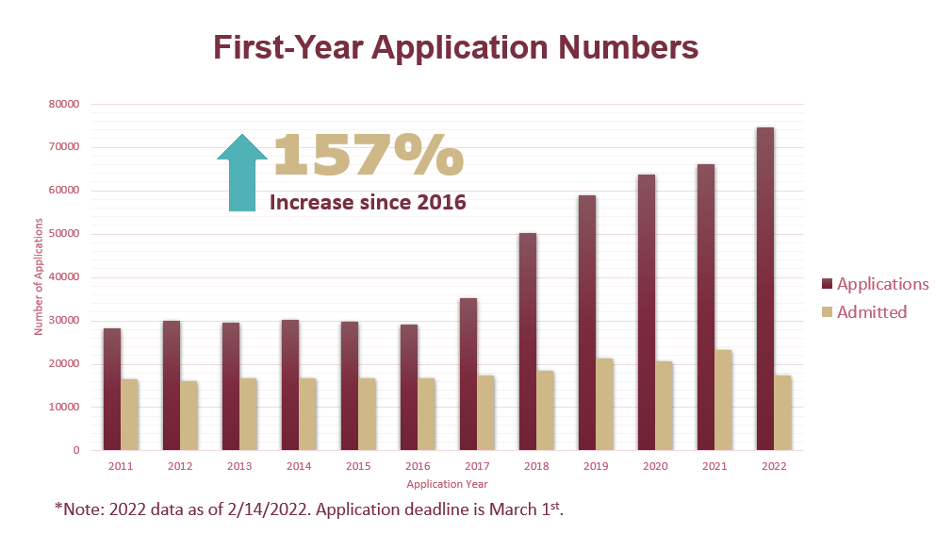 First-Year Application Numbers
157%
Increase since 2016
Number of Applications
80000
70000
60000
50000
40000
30000
20000
10000
0
2011 2012 2013 2014 2015 2016 2017 2018 2019 2020 2021 2022
Application Year
Applications
Admitted
*Note: 2022 data as of 2/14/2022. Application deadline is March 1st.